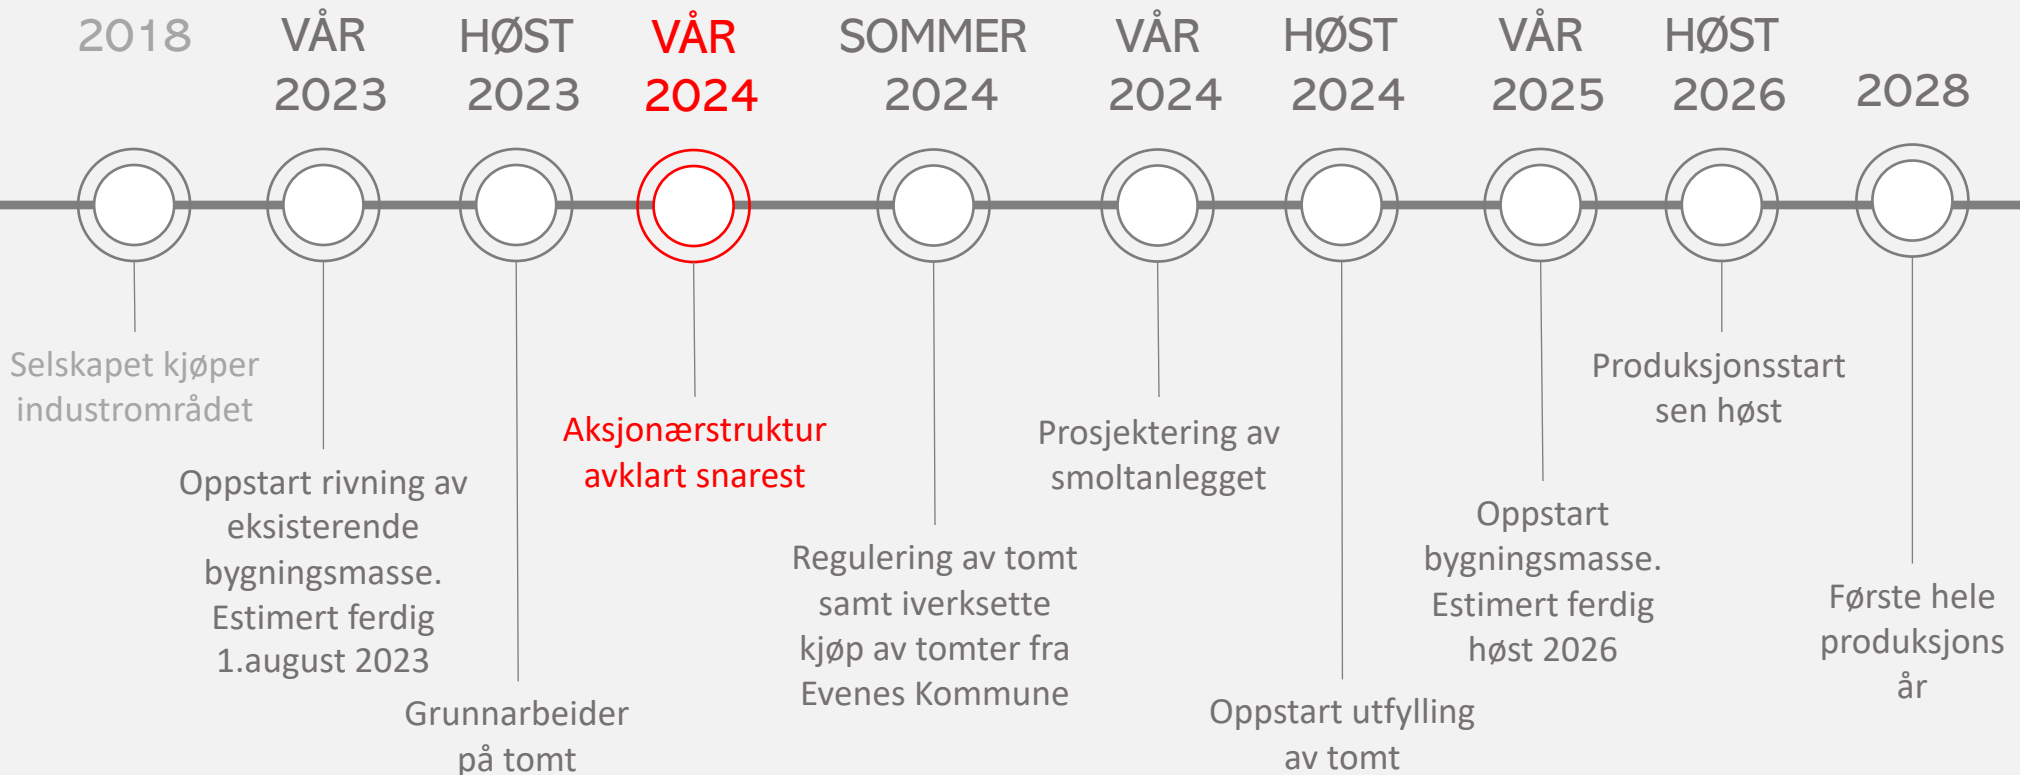 2018
Selskapet kjøper
industrområdet
VÅR
2023
Oppstart rivning av
eksisterende
bygningsmasse.
Estimert ferdig
1.august 2023
HØST
2023
Grunnarbeider
på tomt
VÅR
2024
Aksjonærstruktur
avklart snarest
SOMMER
2024
Regulering av tomt
samt iverksette
kjøp av tomter fra
Evenes Kommune
VÅR
2024
Prosjektering av
smoltanlegget
HØST
2024
Oppstart utfylling
av tomt
VÅR
2025
Oppstart
bygningsmasse.
Estimert ferdig
høst 2026
HØST
2026
Produksjonsstart
sen høst
2028
Første hele
produksjons
år